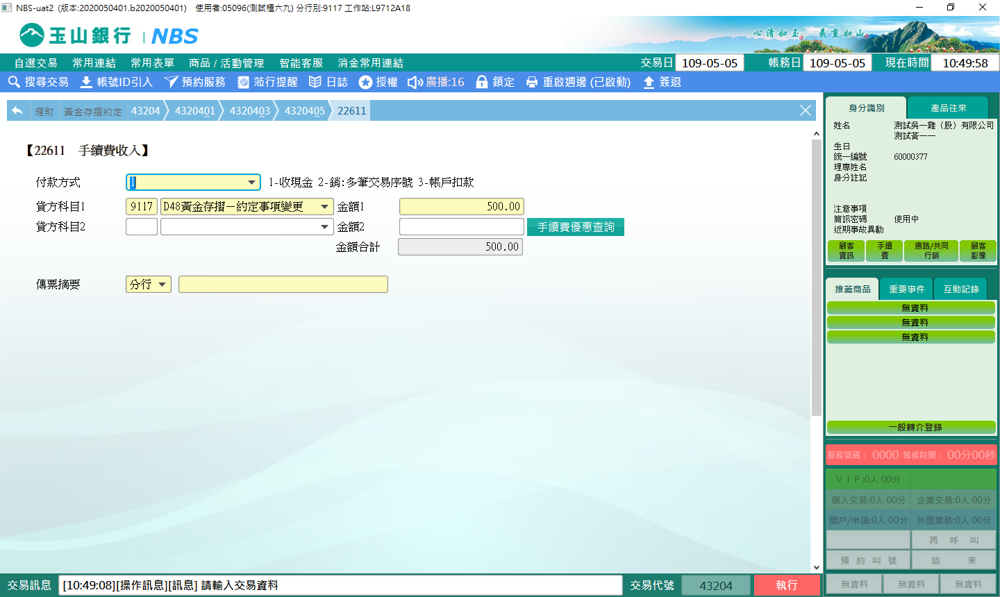 NBS-uat2 (版本:2020050401.b2020050401) 使用者:05096(測試櫃六九) 分行別:9117 工作站:L9712A18
玉山銀行 NBS
心清如玉 義重如山
自選交易 常用連結 常用表單 商品/活動管理 智能客服 消金常用連結 交易日 109-05-05 帳務日 109-05-05 現在時間 10:49:58
搜尋交易 帳號ID引入 預約服務 蒞行提醒 日誌 授權 廣播:16 鎖定 重啟週邊 (已啟動) 簽退
理財 黃金存摺約定 43204 4320401 4320403 4320405 22611
【22611 手續費收入】
付款方式 1 1-收現金 2-銷:多筆交易序號 3-帳戶扣款
貸方科目1 9117 D48黃金存摺－約定事項變更 金額1 500.00
貸方科目2 金額2 手續費優惠查詢
金額合計 500.00
傳票摘要 分行
身分識別 產品往來
姓名 測試吳一雞（股）有限公司
測試黃一一
生日
統一編號 60000377
理專姓名
身分註記
注意事項
簡訊密碼 使用中
近期事故異動
顧客資訊 手續費 通路/共同行銷 顧客影像
推薦商品 重要事件 互動記錄
無資料
無資料
無資料
一般轉介登錄
服務號碼： 0000 等候時間： 00分00秒
ＶＩＰ:0人 00分
個人交易:0人 00分 企業交易:0人 00分
開戶/申請:0人 00分 外匯業務:0人 00分
再 呼 叫
預 約 叫 號 結 束
無資料 無資料 無資料
交易訊息 [10:49:08][操作訊息][訊息] 請輸入交易資料 交易代號 43204 執行